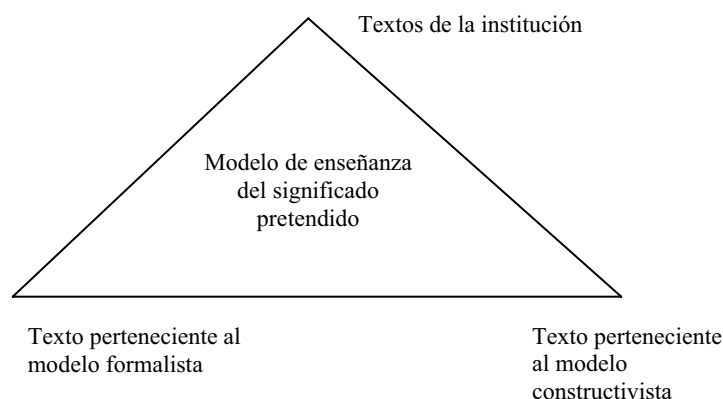 Textos de la institución
Modelo de enseñanza
del significado
pretendido
Texto perteneciente al
modelo formalista
Texto perteneciente
al modelo
constructivista